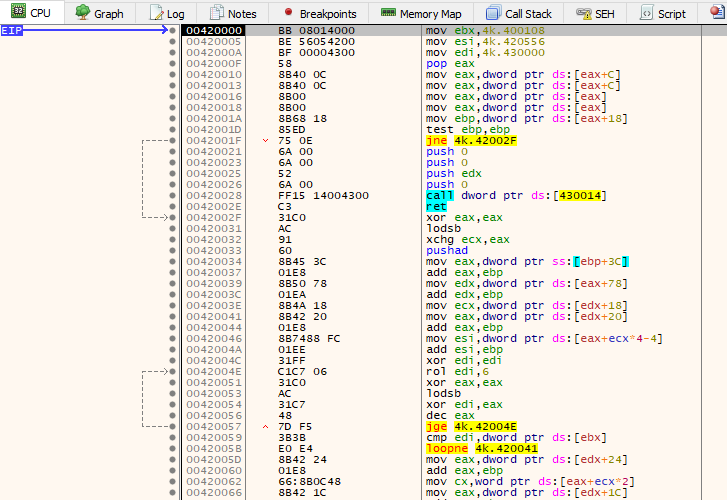 CPU Graph Log Notes Breakpoints Memory Map Call Stack SEH Script
EIP 00420000 BB 08014000 mov ebx,4k.400108
00420005 BE 56054200 mov esi,4k.420556
0042000A BF 00004300 mov edi,4k.430000
0042000F 58 pop eax
00420010 8B40 0C mov eax,dword ptr ds:[eax+C]
00420013 8B40 0C mov eax,dword ptr ds:[eax+C]
00420016 8B00 mov eax,dword ptr ds:[eax]
00420018 8B00 mov eax,dword ptr ds:[eax]
0042001A 8B68 18 mov ebp,dword ptr ds:[eax+18]
0042001D 85ED test ebp,ebp
0042001F 75 0E jne 4k.42002F
00420021 6A 00 push 0
00420023 6A 00 push 0
00420025 52 push edx
00420026 6A 00 push 0
00420028 FF15 14004300 call dword ptr ds:[430014]
0042002E C3 ret
0042002F 31C0 xor eax,eax
00420031 AC lodsb
00420032 91 xchg ecx,eax
00420033 60 pushad
00420034 8B45 3C mov eax,dword ptr ss:[ebp+3C]
00420037 01E8 add eax,ebp
00420039 8B50 78 mov edx,dword ptr ds:[eax+78]
0042003C 01EA add edx,ebp
0042003E 8B4A 18 mov ecx,dword ptr ds:[edx+18]
00420041 8B42 20 mov eax,dword ptr ds:[edx+20]
00420044 01E8 add eax,ebp
00420046 8B7488 FC mov esi,dword ptr ds:[eax+ecx*4-4]
0042004A 01EE add esi,ebp
0042004C 31FF xor edi,edi
0042004E C1C7 06 rol edi,6
00420051 31C0 xor eax,eax
00420053 AC lodsb
00420054 31C7 xor edi,eax
00420056 48 dec eax
00420057 7D F5 jge 4k.42004E
00420059 3B3B cmp edi,dword ptr ds:[ebx]
0042005B E0 E4 loopne 4k.420041
0042005D 8B42 24 mov eax,dword ptr ds:[edx+24]
00420060 01E8 add eax,ebp
00420062 66:8B0C48 mov cx,word ptr ds:[eax+ecx*2]
00420066 8B42 1C mov eax,dword ptr ds:[edx+1C]